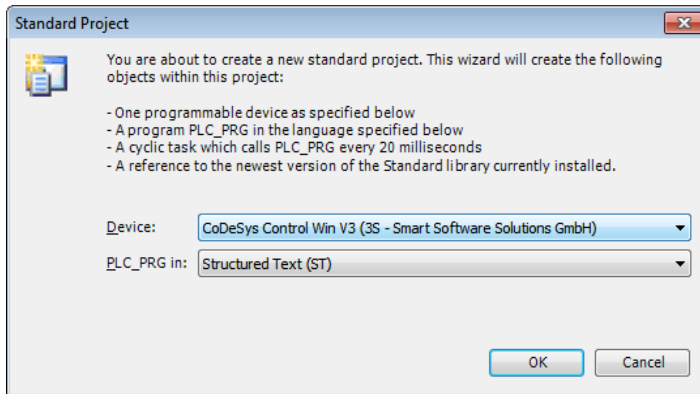 Standard Project
You are about to create a new standard project. This wizard will create the following
objects within this project:
- One programmable device as specified below
- A program PLC_PRG in the language specified below
- A cyclic task which calls PLC_PRG every 20 milliseconds
- A reference to the newest version of the Standard library currently installed.
Device: CoDeSys Control Win V3 (3S - Smart Software Solutions GmbH)
PLC_PRG in: Structured Text (ST)
OK Cancel